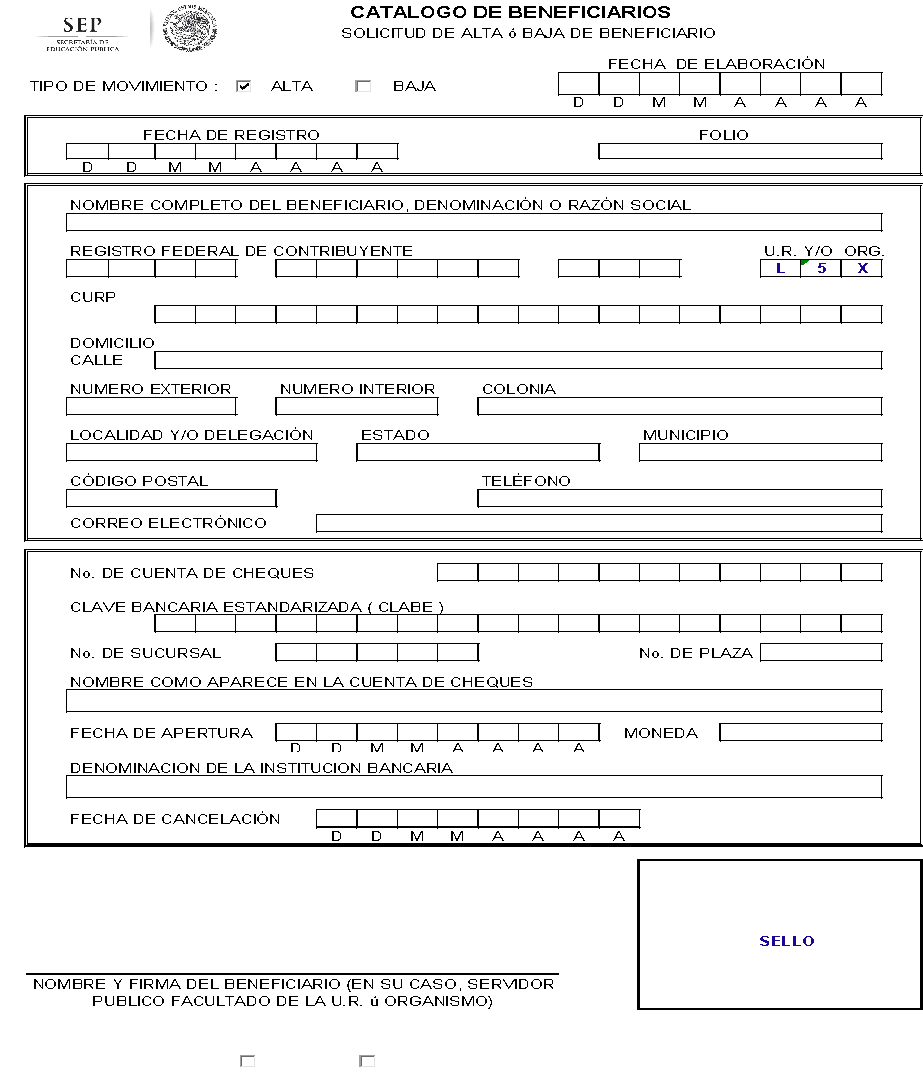 SEP
SECRETARÍA DE
EDUCACIÓN PÚBLICA
CATALOGO DE BENEFICIARIOS
SOLICITUD DE ALTA ó BAJA DE BENEFICIARIO
FECHA DE ELABORACIÓN
TIPO DE MOVIMIENTO : ALTA BAJA
D D M M A A A A
FECHA DE REGISTRO FOLIO
D D M M A A A A
NOMBRE COMPLETO DEL BENEFICIARIO, DENOMINACIÓN O RAZÓN SOCIAL
REGISTRO FEDERAL DE CONTRIBUYENTE U.R. Y/O ORG.
L 5 X
CURP
DOMICILIO
CALLE
NUMERO EXTERIOR NUMERO INTERIOR COLONIA
LOCALIDAD Y/O DELEGACIÓN ESTADO MUNICIPIO
CÓDIGO POSTAL TELÉFONO
CORREO ELECTRÓNICO
No. DE CUENTA DE CHEQUES
CLAVE BANCARIA ESTANDARIZADA ( CLABE )
No. DE SUCURSAL No. DE PLAZA
NOMBRE COMO APARECE EN LA CUENTA DE CHEQUES
FECHA DE APERTURA MONEDA
D D M M A A A A
DENOMINACION DE LA INSTITUCION BANCARIA
FECHA DE CANCELACIÓN
D D M M A A A A
SELLO
NOMBRE Y FIRMA DEL BENEFICIARIO (EN SU CASO, SERVIDOR
PUBLICO FACULTADO DE LA U.R. ú ORGANISMO)